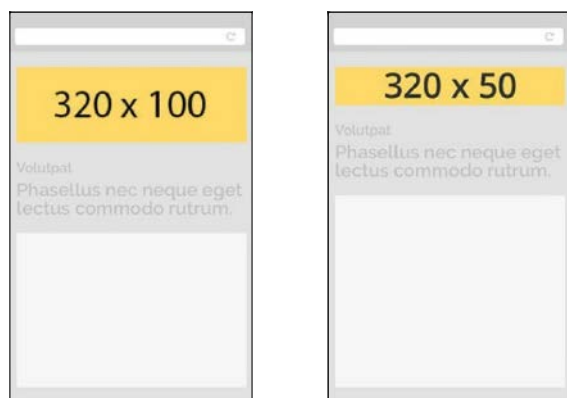 320 x 100
Volutpat
Phasellus nec neque eget
lectus commodo rutrum.
320 x 50
Volutpat
Phasellus nec neque eget
lectus commodo rutrum.